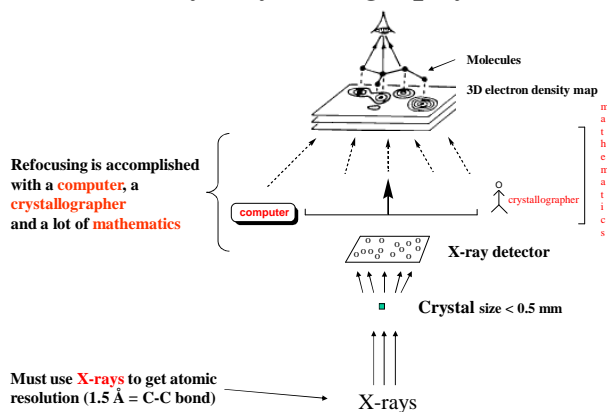 Molecules
3D electron density map
mathematics
Refocusing is accomplished
with a computer, a
crystallographer
and a lot of mathematics
computer
crystallographer
X-ray detector
Crystal size < 0.5 mm
Must use X-rays to get atomic
resolution (1.5 Å = C-C bond)
X-rays